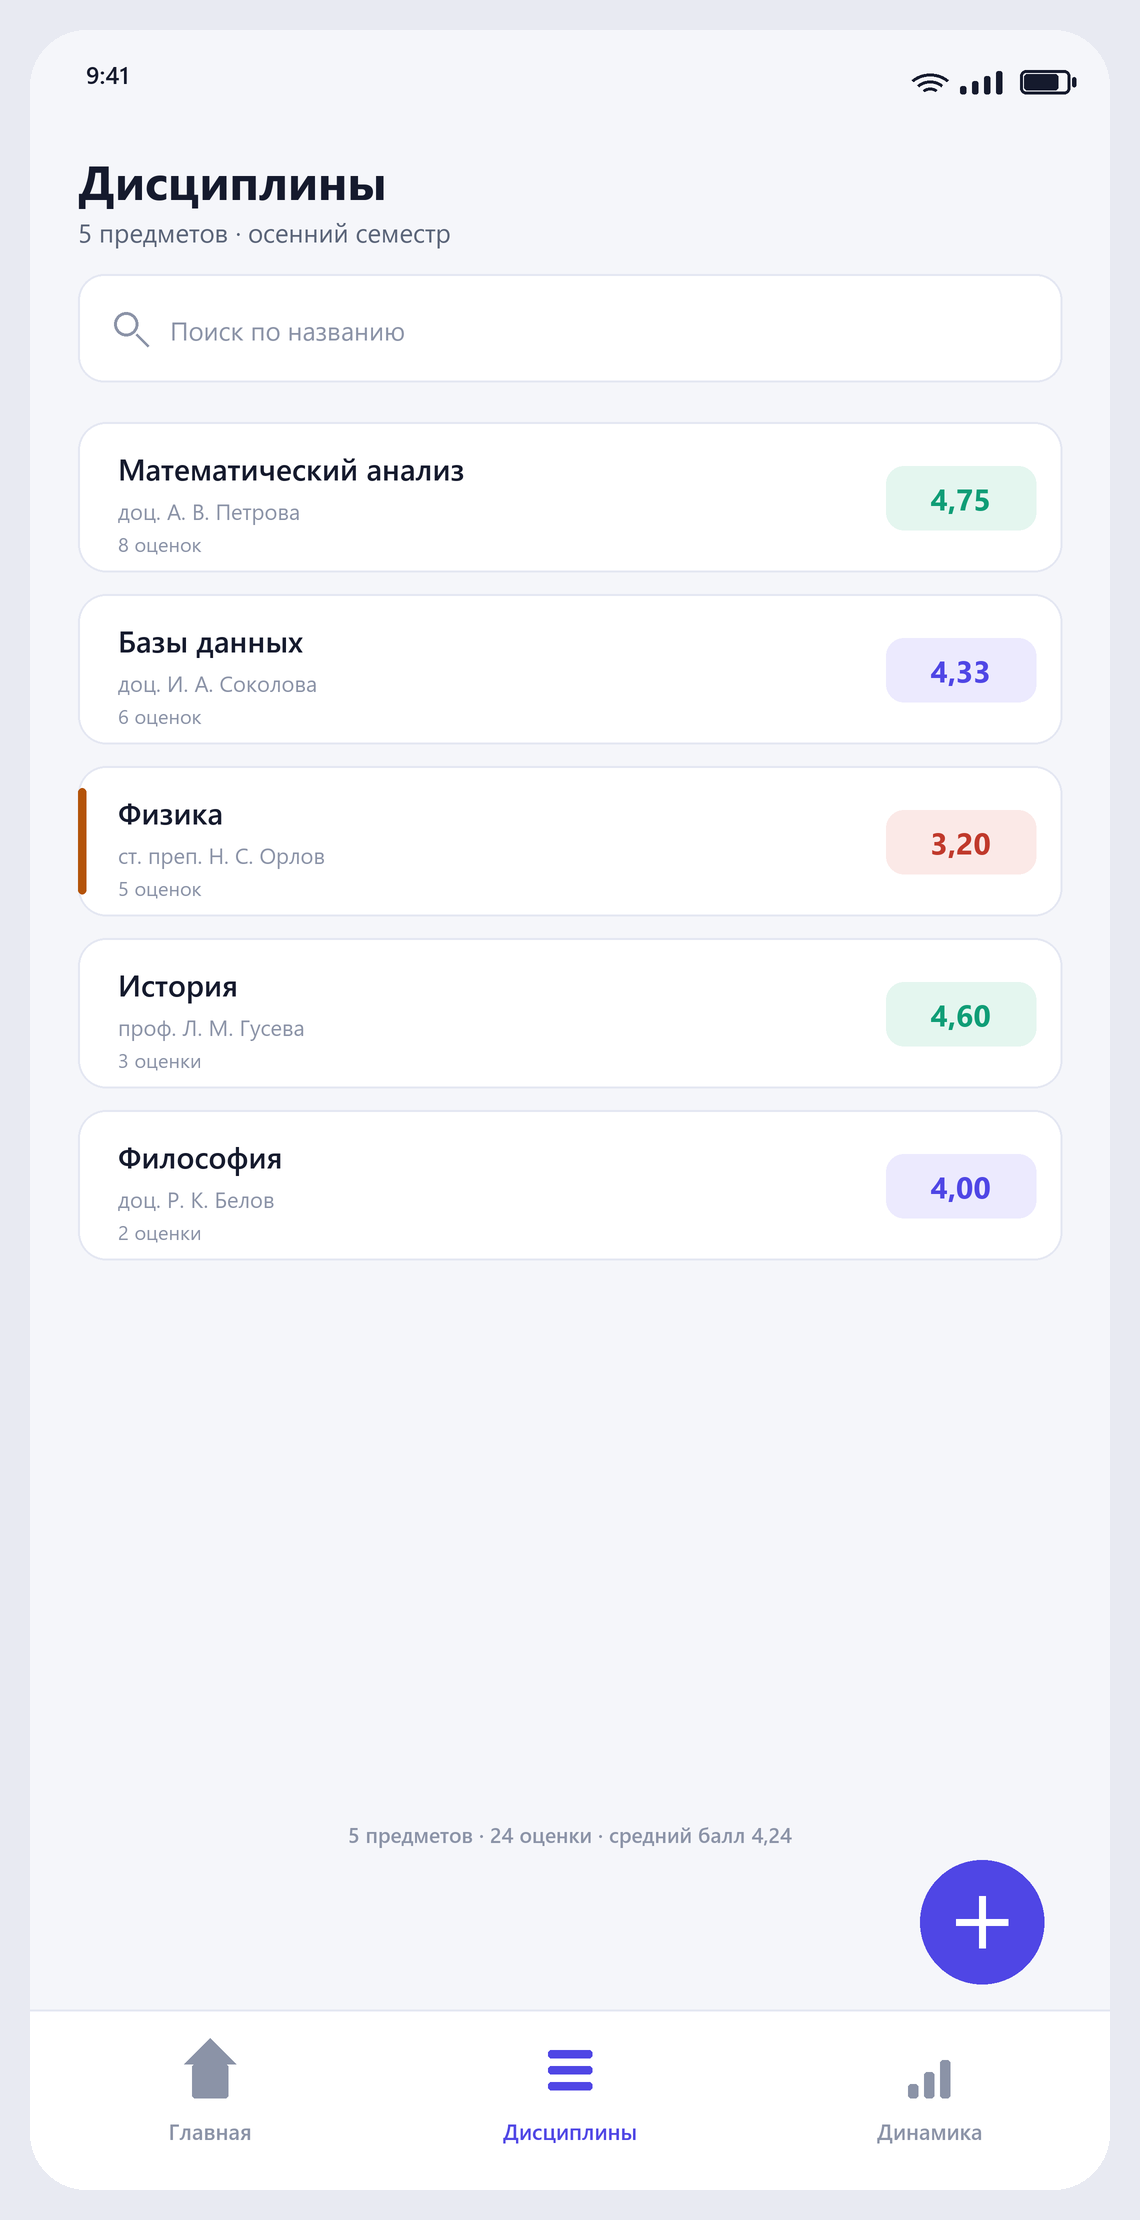 9:41
Дисциплины
5 предметов · осенний семестр
Поиск по названию
Математический анализ
доц. А. В. Петрова
8 оценок
4,75
Базы данных
доц. И. А. Соколова
6 оценок
4,33
Физика
ст. преп. Н. С. Орлов
5 оценок
3,20
История
проф. Л. М. Гусева
3 оценки
4,60
Философия
доц. Р. К. Белов
2 оценки
4,00
5 предметов · 24 оценки · средний балл 4,24
Главная
Дисциплины
Динамика